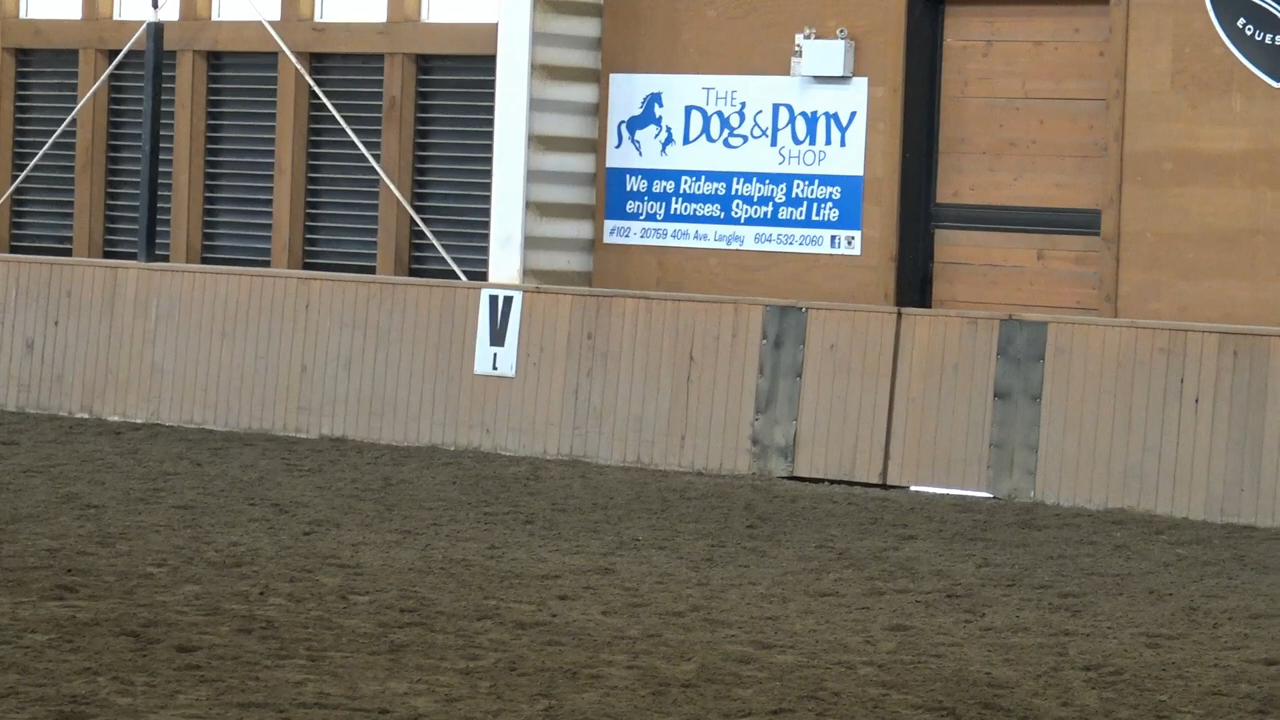 THE
Dog & Pony
SHOP
We are Riders Helping Riders
enjoy Horses, Sport and Life
#102 - 20759 40th Ave. Langley 604-532-2060
V
L
EQUES